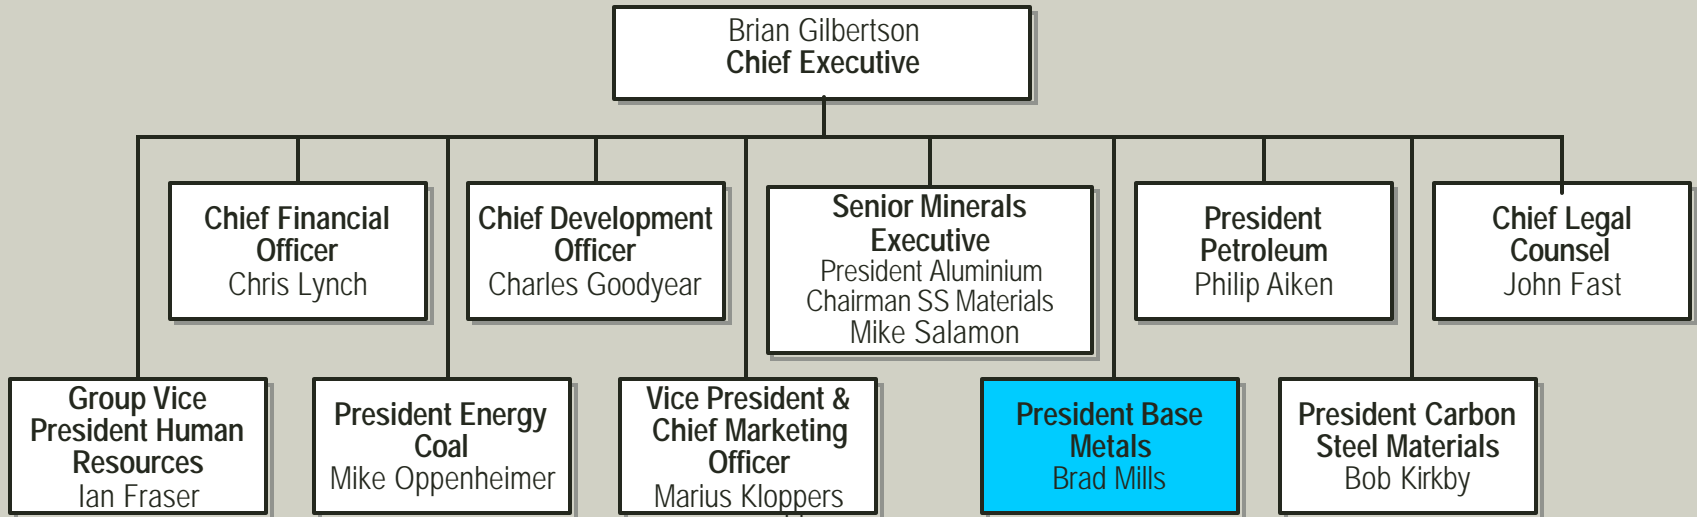 Brian Gilbertson
Chief Executive
Chief Financial
Officer
Chris Lynch
Chief Development
Officer
Charles Goodyear
Senior Minerals
Executive
President Aluminium
Chairman SS Materials
Mike Salamon
President
Petroleum
Philip Aiken
Chief Legal
Counsel
John Fast
Group Vice
President Human
Resources
Ian Fraser
President Energy
Coal
Mike Oppenheimer
Vice President &
Chief Marketing
Officer
Marius Kloppers
President Base
Metals
Brad Mills
President Carbon
Steel Materials
Bob Kirkby